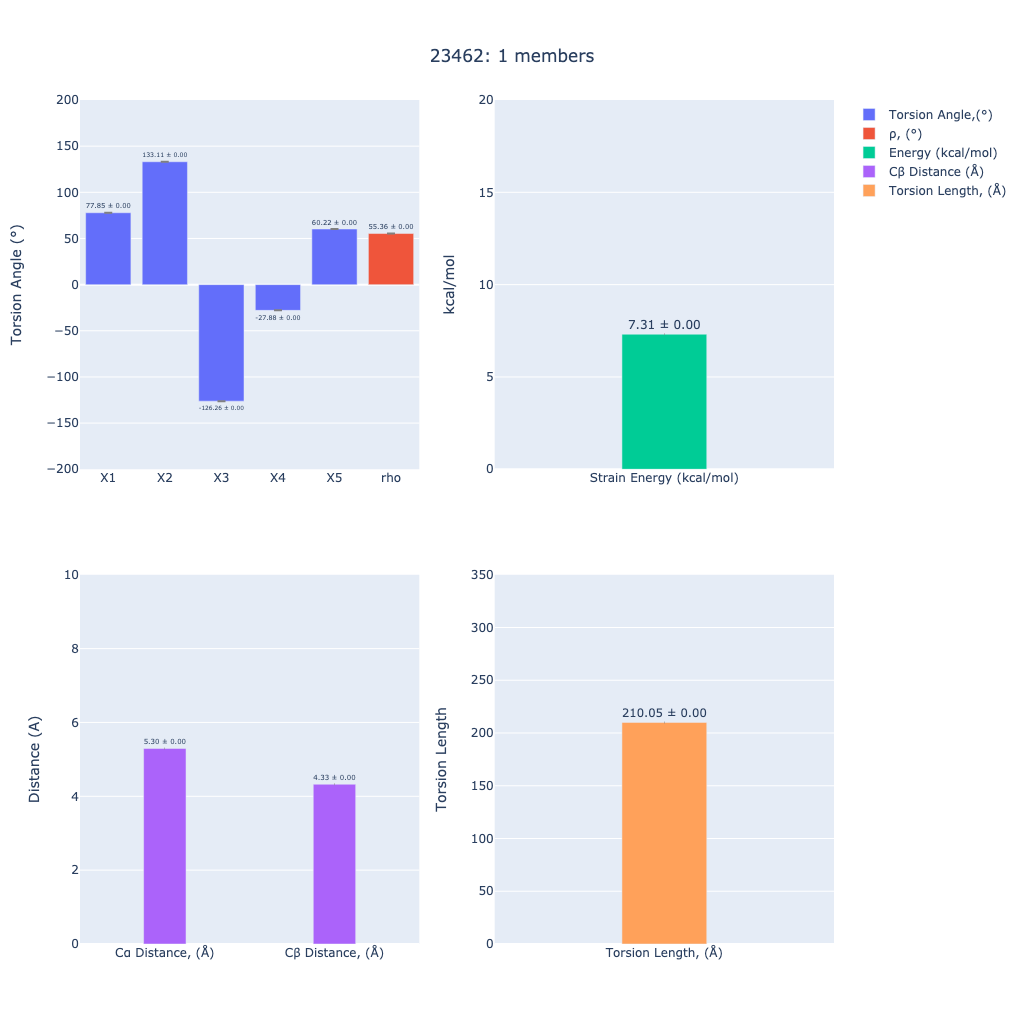 23462: 1 members
Torsion Angle (°)
200
150
100
50
0
−50
−100
−150
−200
77.85 ± 0.00
133.11 ± 0.00
-126.26 ± 0.00
-27.88 ± 0.00
60.22 ± 0.00
55.36 ± 0.00
X1 X2 X3 X4 X5 rho
kcal/mol
20
15
10
5
0
7.31 ± 0.00
Strain Energy (kcal/mol)
Torsion Angle,(°)
ρ, (°)
Energy (kcal/mol)
Cβ Distance (Å)
Torsion Length, (Å)
Distance (A)
10
8
6
4
2
0
5.30 ± 0.00
4.33 ± 0.00
Cα Distance, (Å) Cβ Distance, (Å)
Torsion Length
350
300
250
200
150
100
50
0
210.05 ± 0.00
Torsion Length, (Å)